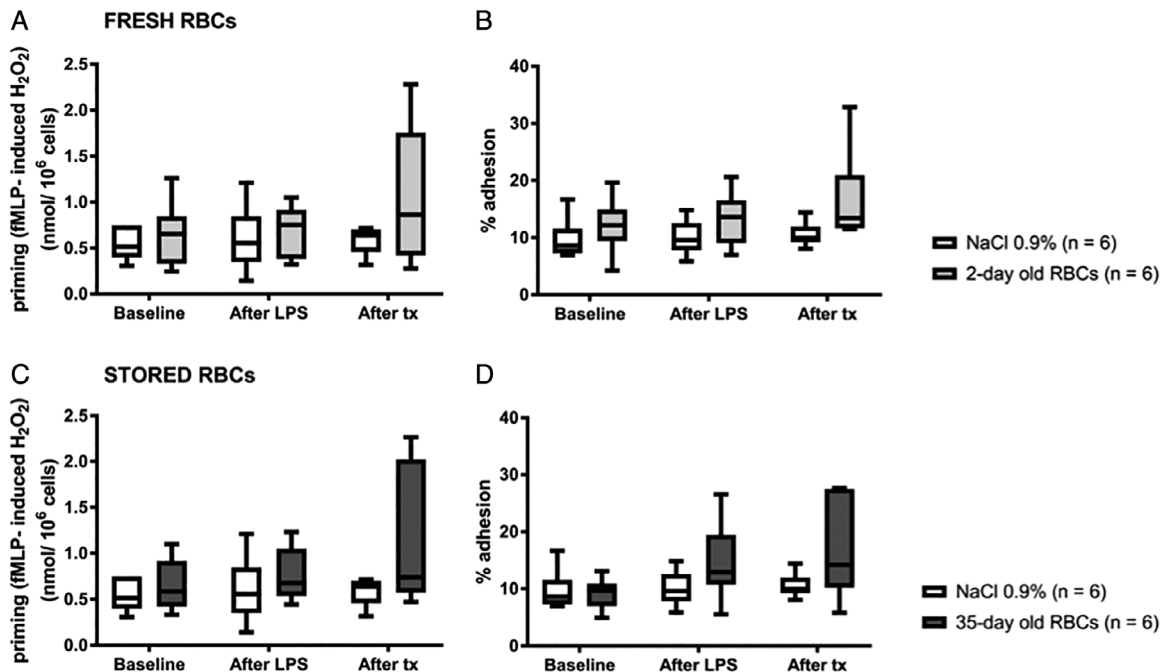 A FRESH RBCs
priming (fMLP- induced H₂O₂)
(nmol/ 10⁶ cells)
2.5
2.0
1.5
1.0
0.5
0.0
Baseline After LPS After tx
B
% adhesion
40
30
20
10
0
Baseline After LPS After tx
NaCl 0.9% (n = 6)
2-day old RBCs (n = 6)
C STORED RBCs
priming (fMLP- induced H₂O₂)
(nmol/ 10⁶ cells)
2.5
2.0
1.5
1.0
0.5
0.0
Baseline After LPS After tx
D
% adhesion
40
30
20
10
0
Baseline After LPS After tx
NaCl 0.9% (n = 6)
35-day old RBCs (n = 6)